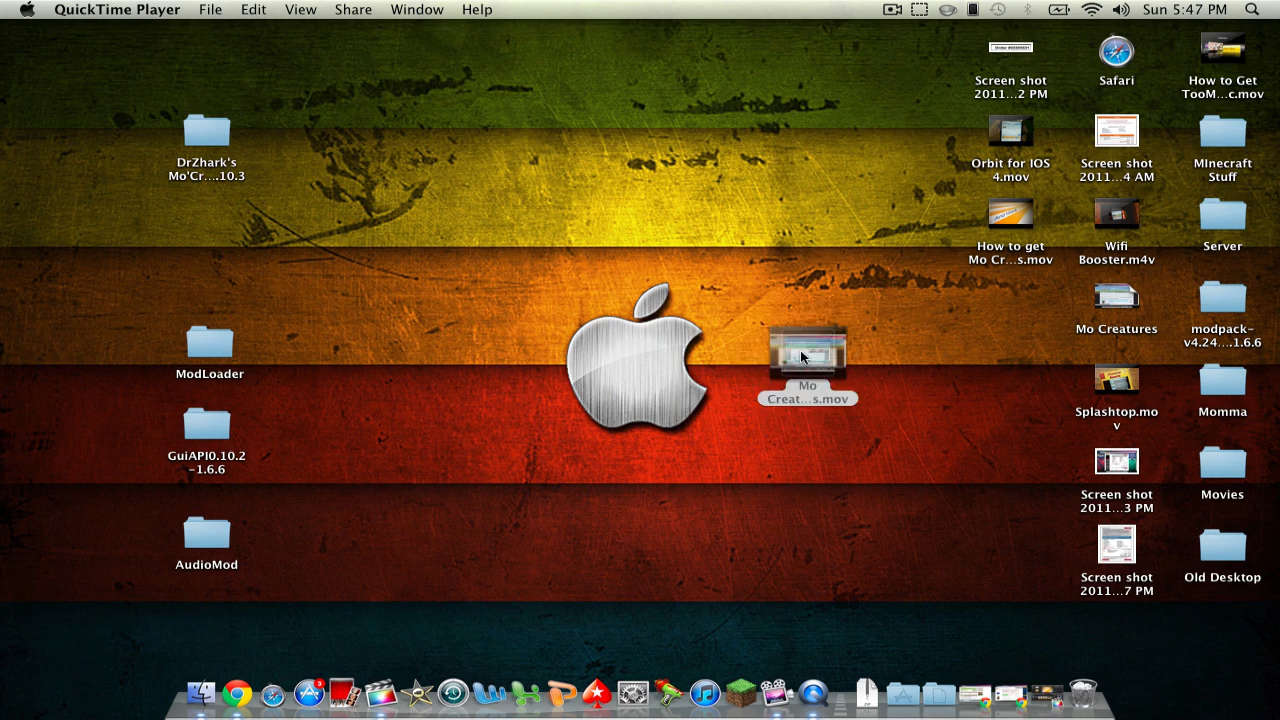 QuickTime Player File Edit View Share Window Help Sun 5:47 PM
DrZhark's
Mo'Cr....10.3
ModLoader
GuiAPI0.10.2
-1.6.6
AudioMod
Mo
Creat...s.mov
Screen shot
2011...2 PM
Orbit for IOS
4.mov
How to get
Mo Cr...s.mov
Safari
Screen shot
2011...4 AM
Wifi
Booster.m4v
Mo Creatures
Splashtop.mo
v
Screen shot
2011...3 PM
Screen shot
2011...7 PM
How to Get
TooM...c.mov
MInecraft
Stuff
Server
modpack-
v4.24....1.6.6
Momma
Movies
Old Desktop
3